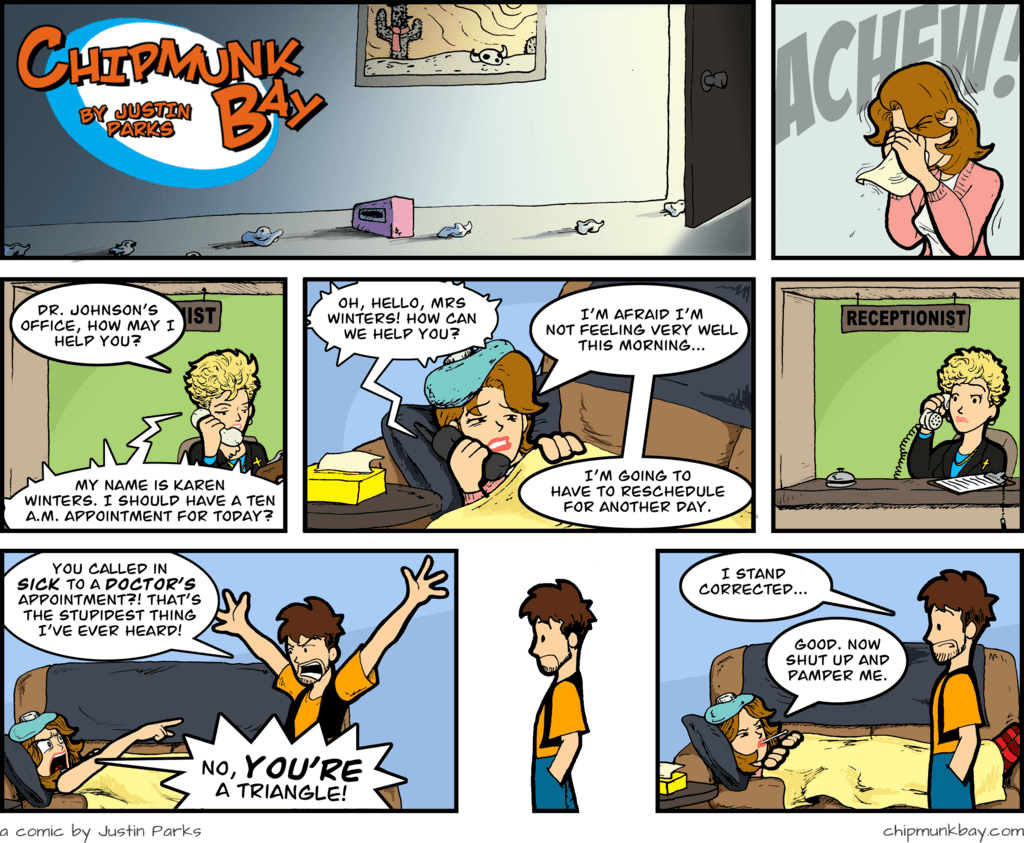 CHIPMUNK
BAY
BY JUSTIN
PARKS
ACHEW!
DR. JOHNSON'S
OFFICE, HOW MAY I
HELP YOU?
IST
MY NAME IS KAREN
WINTERS. I SHOULD HAVE A TEN
A.M. APPOINTMENT FOR TODAY?
OH, HELLO, MRS
WINTERS! HOW CAN
WE HELP YOU?
I'M AFRAID I'M
NOT FEELING VERY WELL
THIS MORNING...
I'M GOING TO
HAVE TO RESCHEDULE
FOR ANOTHER DAY.
RECEPTIONIST
YOU CALLED IN
SICK TO A DOCTOR'S
APPOINTMENT?! THAT'S
THE STUPIDEST THING
I'VE EVER HEARD!
NO, YOU'RE
A TRIANGLE!
I STAND
CORRECTED...
GOOD. NOW
SHUT UP AND
PAMPER ME.
a comic by Justin Parks
chipmunkbay.com